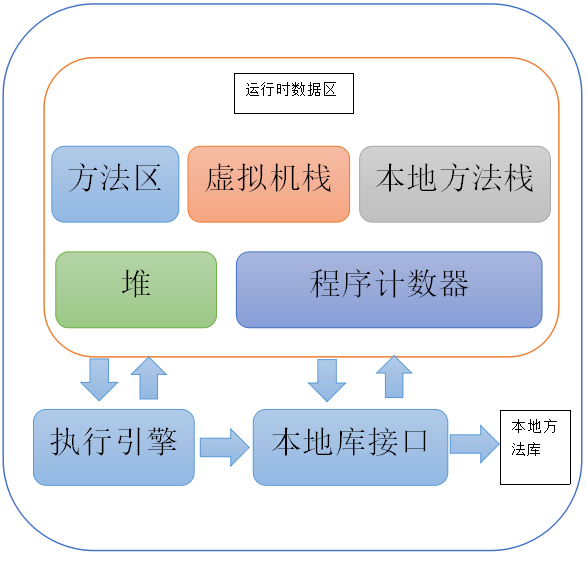 运行时数据区
方法区
虚拟机栈
本地方法栈
堆
程序计数器
执行引擎
本地库接口
本地方
法库